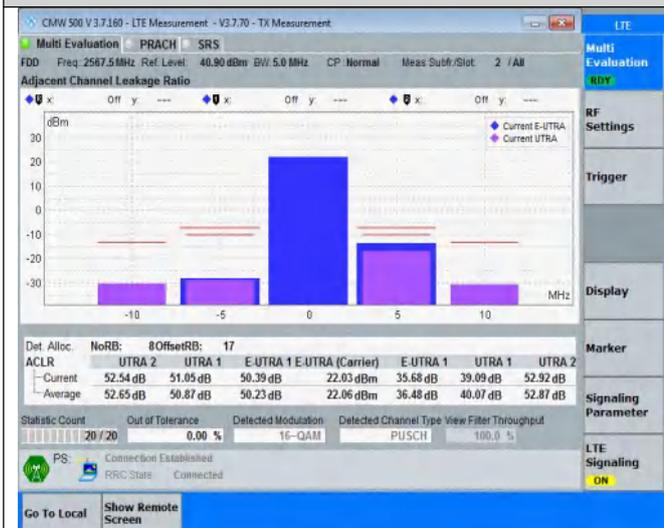 CMW 500 V 3.7.160 - LTE Measurement - V3.7.70 - TX Measurement
LTE
Multi Evaluation PRACH SRS
Multi
Evaluation
RDY
FDD Freq.:2567.5 MHz Ref. Level: 40.90 dBm BW: 5.0 MHz CP :Normal Meas Subfr./Slot: 2 / All
Adjacent Channel Leakage Ratio
x: Off y: --- x: Off y: --- x: Off y: ---
dBm
Current E-UTRA
Current UTRA
30
20
10
0
-10
-20
-30
MHz
-10 -5 0 5 10
RF
Settings
Trigger
Display
Marker
Signaling
Parameter
LTE
Signaling
ON
Det. Alloc. NoRB: 8 OffsetRB: 17
ACLR UTRA 2 UTRA 1 E-UTRA 1 E-UTRA (Carrier) E-UTRA 1 UTRA 1 UTRA 2
Current 52.54 dB 51.05 dB 50.39 dB 22.03 dBm 35.68 dB 39.09 dB 52.92 dB
Average 52.65 dB 50.87 dB 50.23 dB 22.06 dBm 36.48 dB 40.07 dB 52.87 dB
Statistic Count Out of Tolerance Detected Modulation Detected Channel Type View Filter Throughput
20 / 20 0.00 % 16-QAM PUSCH 100.0 %
PS: Connection Established
RRC State Connected
Go To Local
Show Remote
Screen